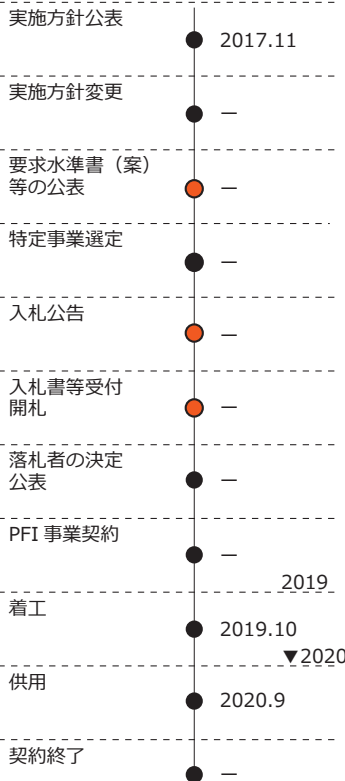 実施方針公表
2017.11
実施方針変更
–
要求水準書（案）
等の公表
–
特定事業選定
–
入札公告
–
入札書等受付
開札
–
落札者の決定
公表
–
PFI 事業契約
–
2019
着工
2019.10
▼2020
供用
2020.9
契約終了
–